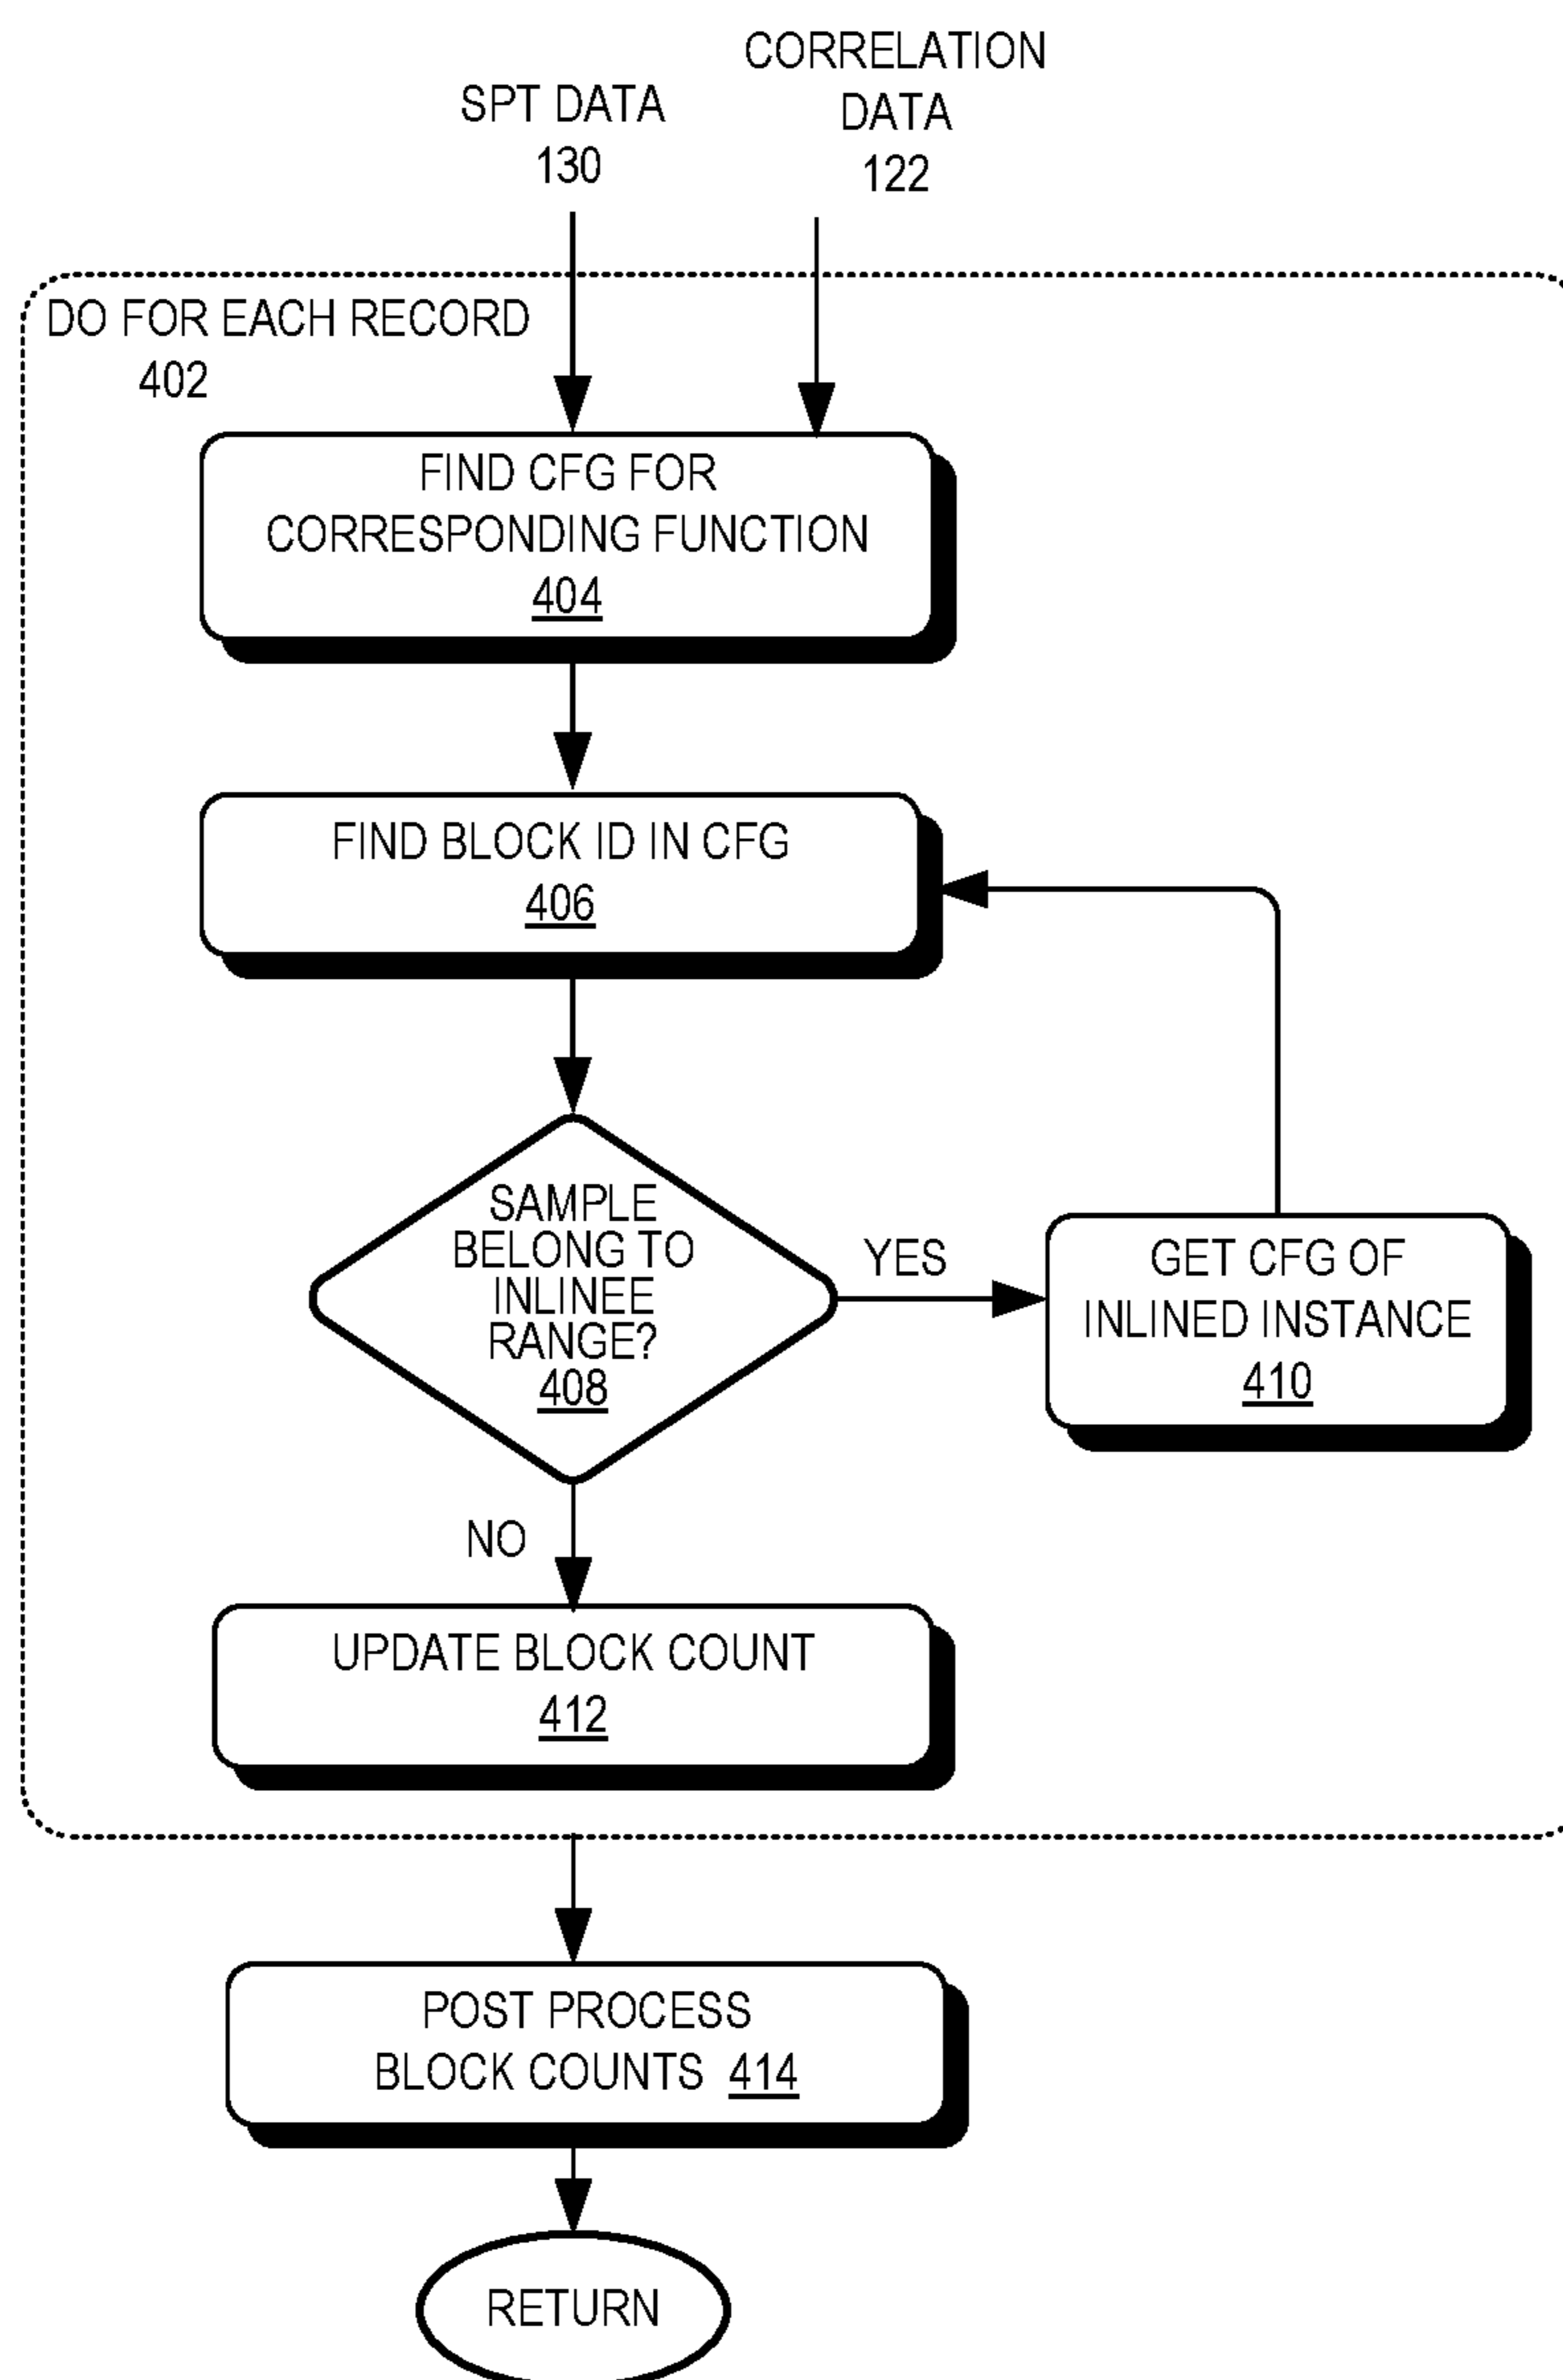 SPT DATA
130
CORRELATION
DATA
122
DO FOR EACH RECORD
402
FIND CFG FOR
CORRESPONDING FUNCTION
404
FIND BLOCK ID IN CFG
406
SAMPLE
BELONG TO
INLINEE
RANGE?
408
YES
GET CFG OF
INLINED INSTANCE
410
NO
UPDATE BLOCK COUNT
412
POST PROCESS
BLOCK COUNTS 414
RETURN